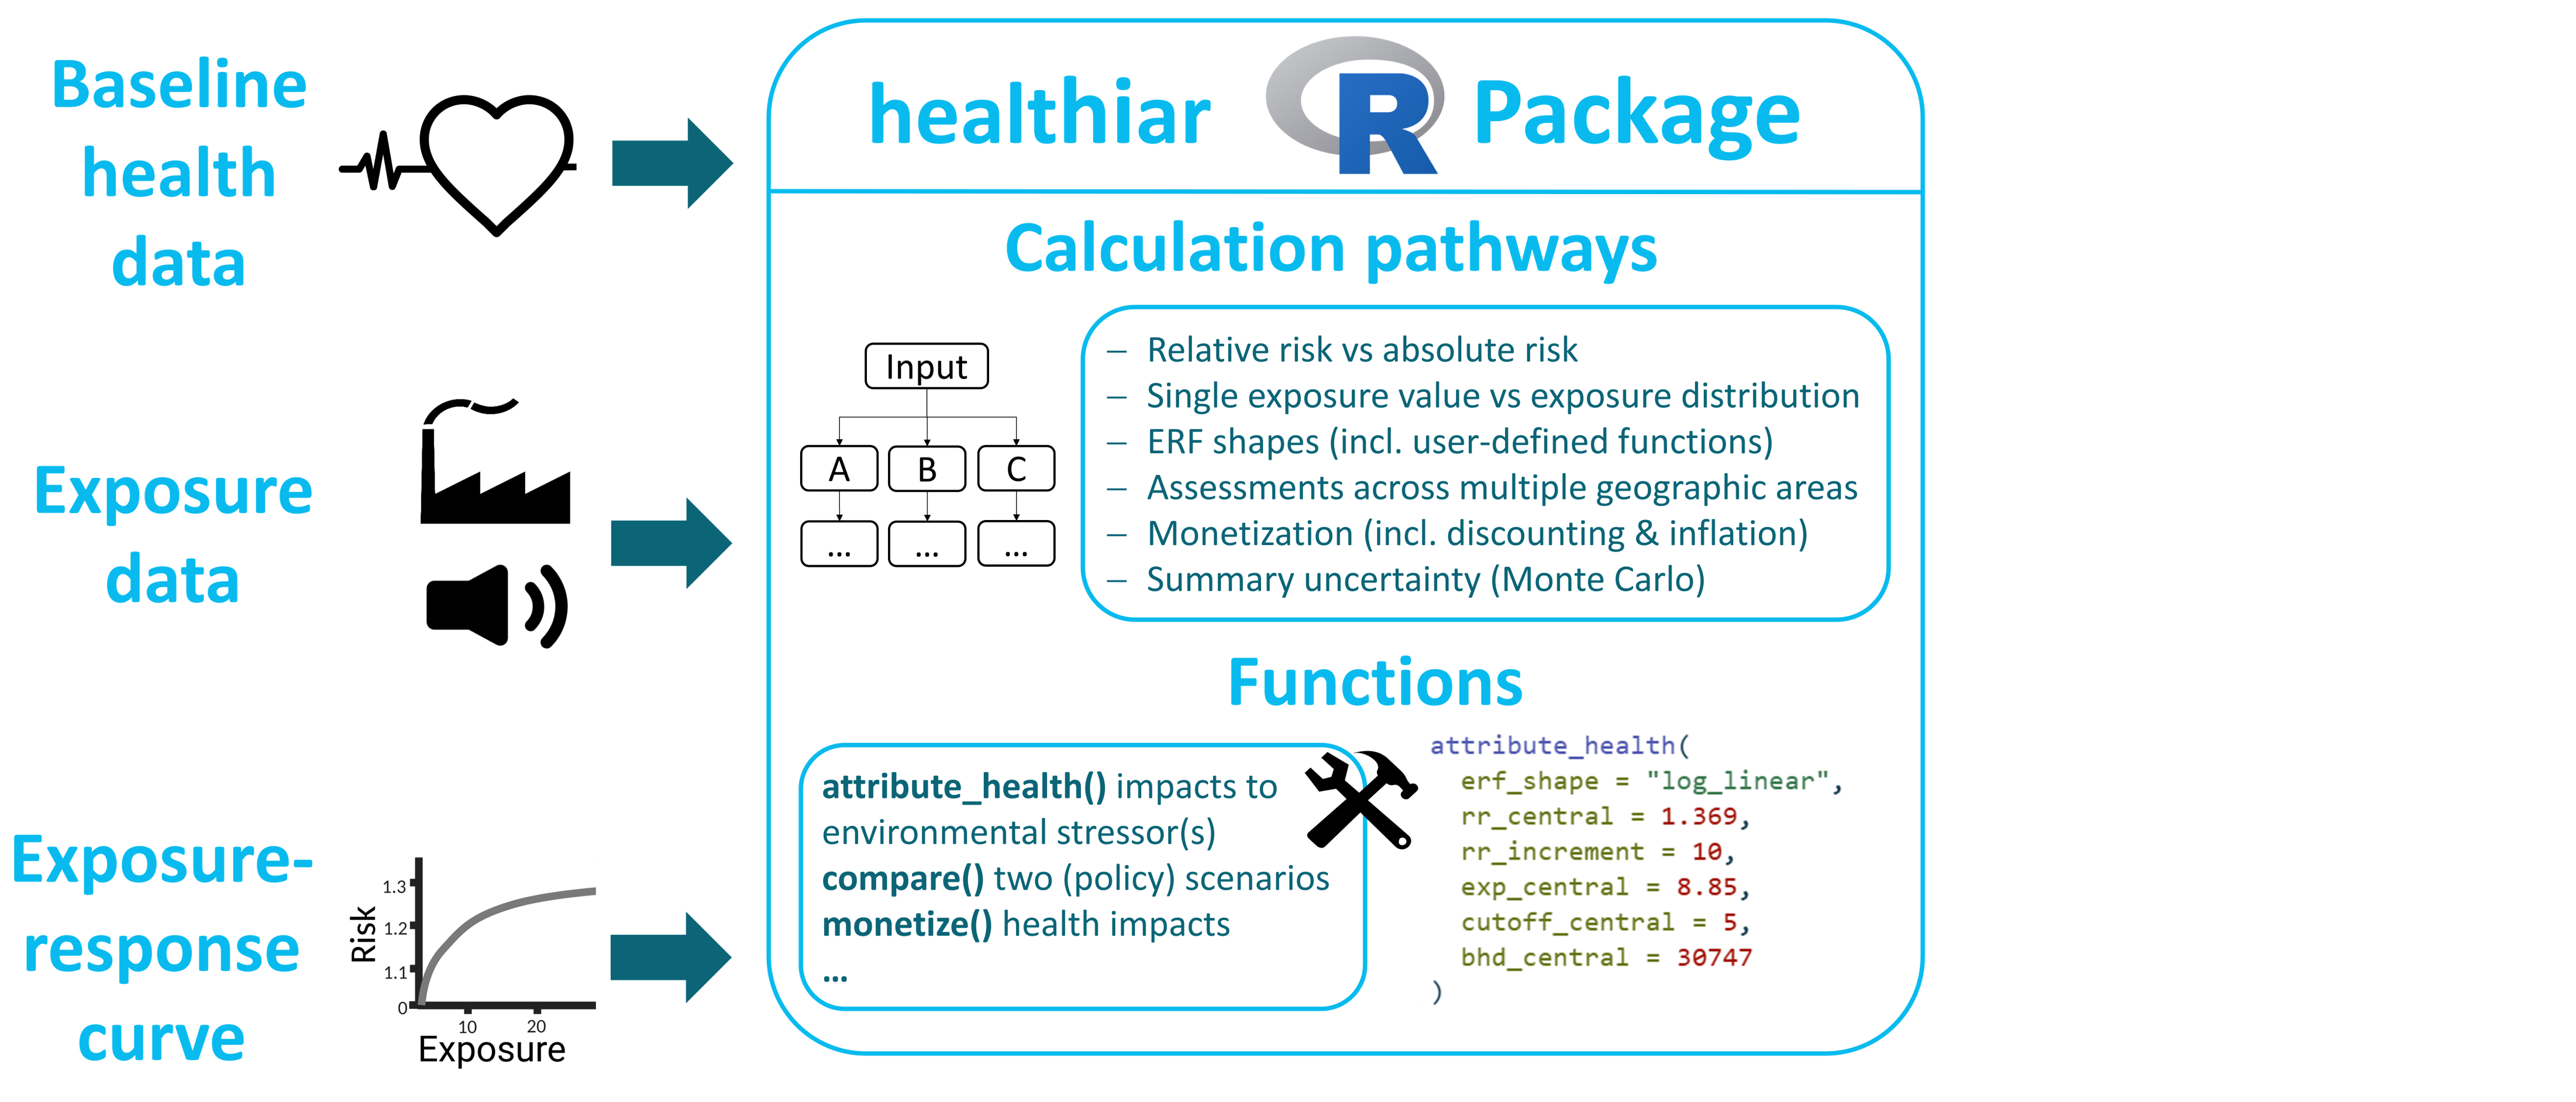 Baseline
health
data
Exposure
data
Exposure-
response
curve
Risk
1.3
1.2
1.1
0
10 20
Exposure
healthiar R Package
Calculation pathways
Input
A B C
... ... ...
– Relative risk vs absolute risk
– Single exposure value vs exposure distribution
– ERF shapes (incl. user-defined functions)
– Assessments across multiple geographic areas
– Monetization (incl. discounting & inflation)
– Summary uncertainty (Monte Carlo)
Functions
attribute_health() impacts to
environmental stressor(s)
compare() two (policy) scenarios
monetize() health impacts
...
attribute_health(
erf_shape = "log_linear",
rr_central = 1.369,
rr_increment = 10,
exp_central = 8.85,
cutoff_central = 5,
bhd_central = 30747
)